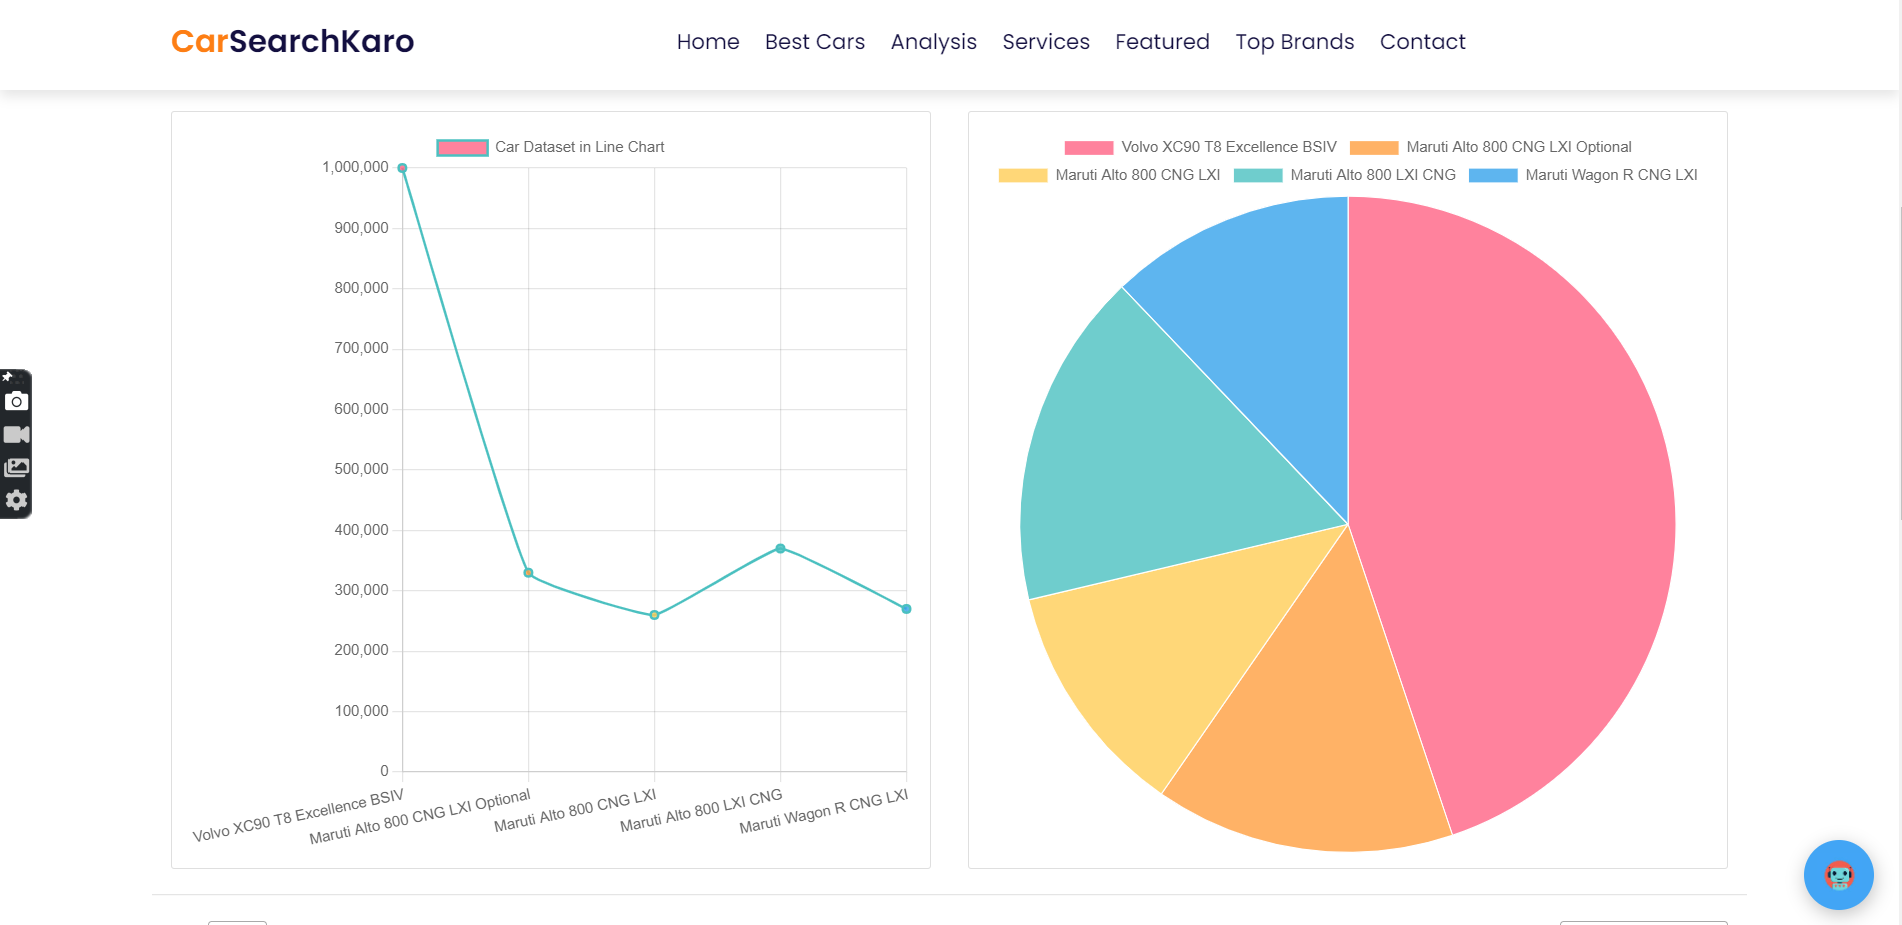 CarSearchKaro
Home Best Cars Analysis Services Featured Top Brands Contact
Car Dataset in Line Chart
1,000,000
900,000
800,000
700,000
600,000
500,000
400,000
300,000
200,000
100,000
0
Volvo XC90 T8 Excellence BSIV
Maruti Alto 800 CNG LXI Optional
Maruti Alto 800 CNG LXI
Maruti Alto 800 LXI CNG
Maruti Wagon R CNG LXI
Volvo XC90 T8 Excellence BSIV Maruti Alto 800 CNG LXI Optional
Maruti Alto 800 CNG LXI Maruti Alto 800 LXI CNG Maruti Wagon R CNG LXI